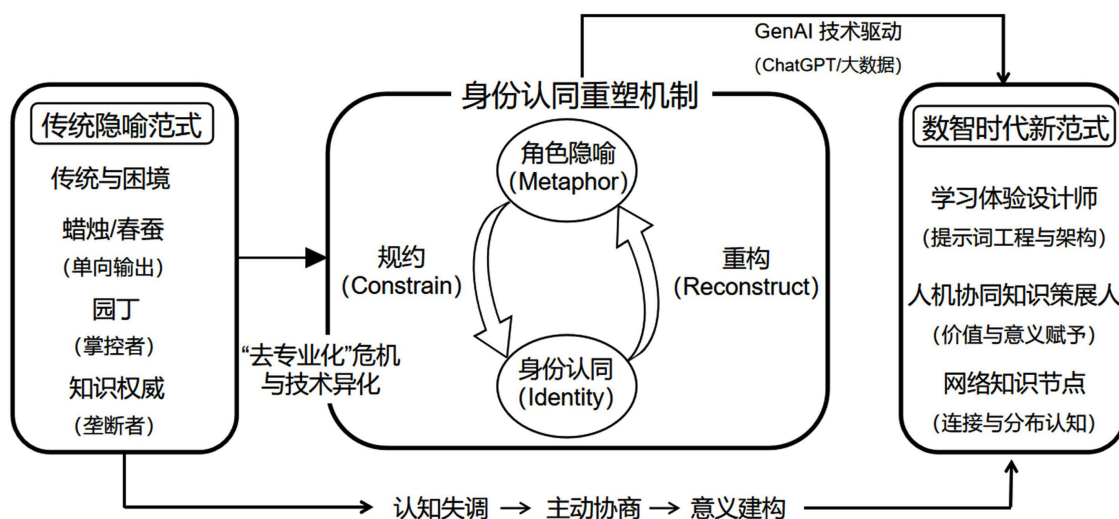 GenAI 技术驱动
(ChatGPT/大数据)
传统隐喻范式
传统与困境
蜡烛/春蚕
(单向输出)
园丁
(掌控者)
知识权威
(垄断者)
“去专业化”危机
与技术异化
身份认同重塑机制
角色隐喻
(Metaphor)
规约
(Constrain)
重构
(Reconstruct)
身份认同
(Identity)
数智时代新范式
学习体验设计师
(提示词工程与架构)
人机协同知识策展人
(价值与意义赋予)
网络知识节点
(连接与分布认知)
认知失调 → 主动协商 → 意义建构